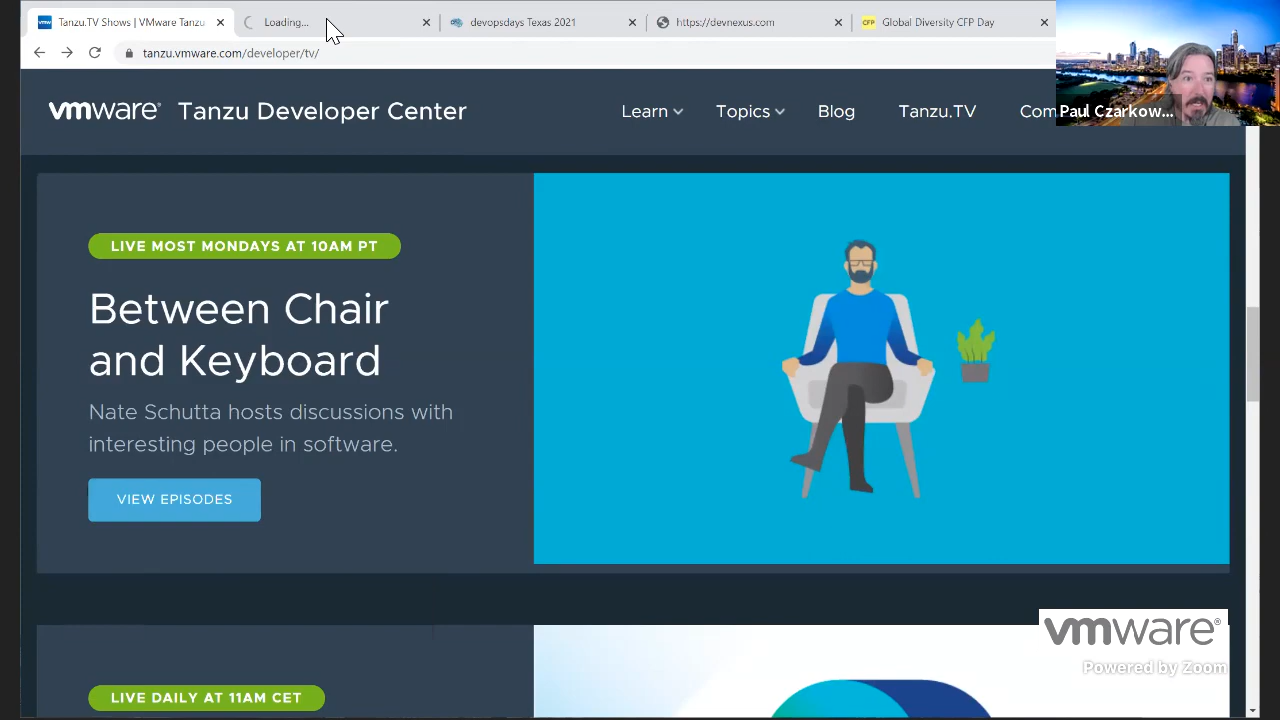 Tanzu.TV Shows | VMware Tanzu
Loading...
devopsdays Texas 2021
https://devnexus.com
CFP
Global Diversity CFP Day
tanzu.vmware.com/developer/tv/
vmware®
Tanzu Developer Center
Learn
Topics
Blog
Tanzu.TV
Com
Paul Czarkow...
LIVE MOST MONDAYS AT 10AM PT
Between Chair
and Keyboard
Nate Schutta hosts discussions with
interesting people in software.
VIEW EPISODES
vmware®
Powered by Zoom
LIVE DAILY AT 11AM CET